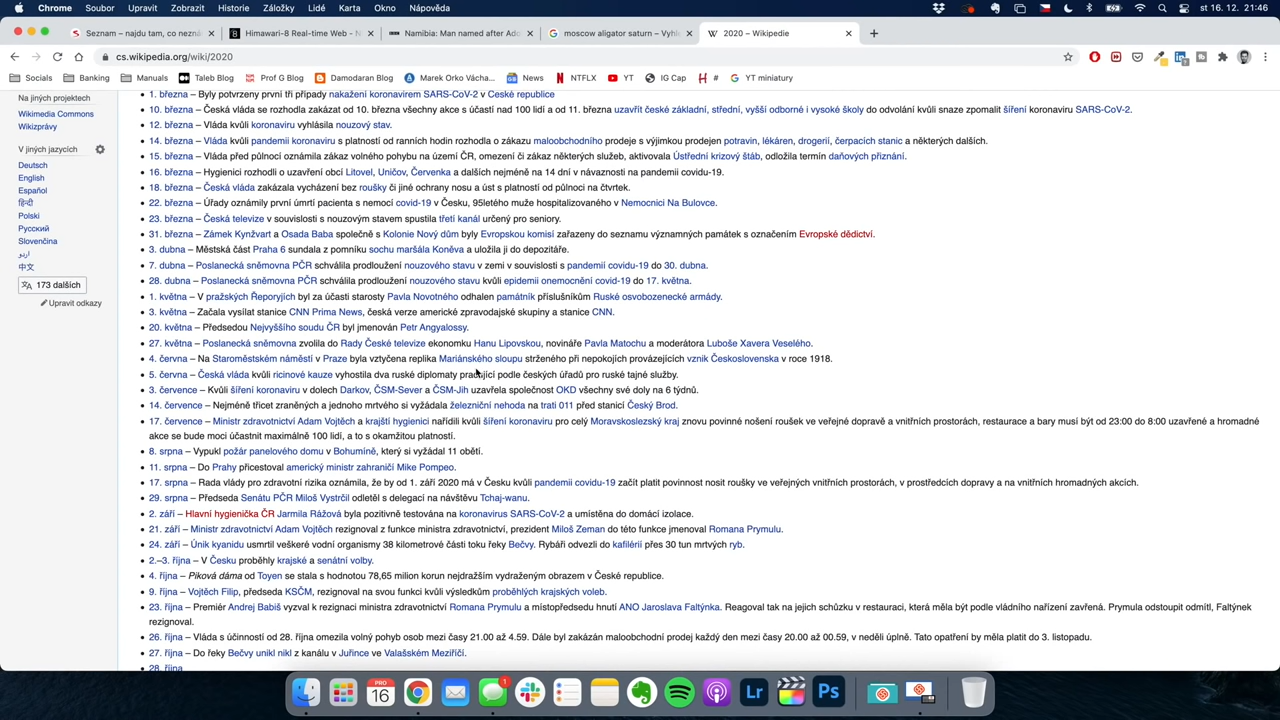 Chrome Soubor Upravit Zobrazit Historie Záložky Lidé Karta Okno Nápověda st 16. 12. 21:46
Seznam – najdu tam, co neznám Himawari-8 Real-time Web - N Namibia: Man named after Ado moscow aligator saturn – Vyhle 2020 – Wikipedie
cs.wikipedia.org/wiki/2020
Socials Banking Manuals Taleb Blog Prof G Blog Damodaran Blog Marek Orko Vácha... News NTFLX YT IG Cap # YT miniatury
Na jiných projektech
Wikimedia Commons
Wikizprávy
V jiných jazycích
Deutsch
English
Español
हिन्दी
Polski
Русский
Slovenčina
اردو
中文
173 dalších
Upravit odkazy
1. března – Byly potvrzeny první tři případy nakažení koronavirem SARS-CoV-2 v České republice
10. března – Česká vláda se rozhodla zakázat od 10. března všechny akce s účastí nad 100 lidí a od 11. března uzavřít české základní, střední, vyšší odborné i vysoké školy do odvolání kvůli snaze zpomalit šíření koronaviru SARS-CoV-2.
12. března – Vláda kvůli koronaviru vyhlásila nouzový stav.
14. března – Vláda kvůli pandemii koronaviru s platností od ranních hodin rozhodla o zákazu maloobchodního prodeje s výjimkou prodejen potravin, lékáren, drogerií, čerpacích stanic a některých dalších.
15. března – Vláda před půlnocí oznámila zákaz volného pohybu na území ČR, omezení či zákaz některých služeb, aktivovala Ústřední krizový štáb, odložila termín daňových přiznání.
16. března – Hygienici rozhodli o uzavření obcí Litovel, Uničov, Červenka a dalších nejméně na 14 dní v návaznosti na pandemii covidu-19.
18. března – Česká vláda zakázala vycházení bez roušky či jiné ochrany nosu a úst s platností od půlnoci na čtvrtek.
22. března – Úřady oznámily první úmrtí pacienta s nemocí covid-19 v Česku, 95letého muže hospitalizovaného v Nemocnici Na Bulovce.
23. března – Česká televize v souvislosti s nouzovým stavem spustila třetí kanál určený pro seniory.
31. března – Zámek Kynžvart a Osada Baba společně s Kolonie Nový dům byly Evropskou komisí zařazeny do seznamu významných památek s označením Evropské dědictví.
3. dubna – Městská část Praha 6 sundala z pomníku sochu maršála Koněva a uložila ji do depozitáře.
7. dubna – Poslanecká sněmovna PČR schválila prodloužení nouzového stavu v zemi v souvislosti s pandemií covidu-19 do 30. dubna.
28. dubna – Poslanecká sněmovna PČR schválila prodloužení nouzového stavu kvůli epidemii onemocnění covid-19 do 17. května.
1. května – V pražských Řeporyjích byl za účasti starosty Pavla Novotného odhalen památník příslušníkům Ruské osvobozenecké armády.
3. května – Začala vysílat stanice CNN Prima News, česká verze americké zpravodajské skupiny a stanice CNN.
20. května – Předsedou Nejvyššího soudu ČR byl jmenován Petr Angyalossy.
27. května – Poslanecká sněmovna zvolila do Rady České televize ekonomku Hanu Lipovskou, novináře Pavla Matochu a moderátora Luboše Xavera Veselého.
4. června – Na Staroměstském náměstí v Praze byla vztyčena replika Mariánského sloupu strženého při nepokojích provázejících vznik Československa v roce 1918.
5. června – Česká vláda kvůli ricinové kauze vyhostila dva ruské diplomaty pracující podle českých úřadů pro ruské tajné služby.
3. července – Kvůli šíření koronaviru v dolech Darkov, ČSM-Sever a ČSM-Jih uzavřela společnost OKD všechny své doly na 6 týdnů.
14. července – Nejméně třicet zraněných a jednoho mrtvého si vyžádala železniční nehoda na trati 011 před stanicí Český Brod.
17. července – Ministr zdravotnictví Adam Vojtěch a krajští hygienici nařídili kvůli šíření koronaviru pro celý Moravskoslezský kraj znovu povinné nošení roušek ve veřejné dopravě a vnitřních prostorách, restaurace a bary musí být od 23:00 do 8:00 uzavřené a hromadné
akce se bude moci účastnit maximálně 100 lidí, a to s okamžitou platností.
8. srpna – Vypukl požár panelového domu v Bohumíně, který si vyžádal 11 obětí.
11. srpna – Do Prahy přicestoval americký ministr zahraničí Mike Pompeo.
17. srpna – Rada vlády pro zdravotní rizika oznámila, že by od 1. září 2020 má v Česku kvůli pandemii covidu-19 začít platit povinnost nosit roušky ve veřejných vnitřních prostorách, v prostředcích dopravy a na vnitřních hromadných akcích.
29. srpna – Předseda Senátu PČR Miloš Vystrčil odletěl s delegací na návštěvu Tchaj-wanu.
2. září – Hlavní hygienička ČR Jarmila Rážová byla pozitivně testována na koronavirus SARS-CoV-2 a umístěna do domácí izolace.
21. září – Ministr zdravotnictví Adam Vojtěch rezignoval z funkce ministra zdravotnictví, prezident Miloš Zeman do této funkce jmenoval Romana Prymulu.
24. září – Únik kyanidu usmrtil veškeré vodní organismy 38 kilometrové části toku řeky Bečvy. Rybáři odvezli do kafilérií přes 30 tun mrtvých ryb.
2.–3. října – V Česku proběhly krajské a senátní volby.
4. října – Piková dáma od Toyen se stala s hodnotou 78,65 milion korun nejdražším vydraženým obrazem v České republice.
9. října – Vojtěch Filip, předseda KSČM, rezignoval na svou funkci kvůli výsledkům proběhlých krajských voleb.
23. října – Premiér Andrej Babiš vyzval k rezignaci ministra zdravotnictví Romana Prymulu a místopředsedu hnutí ANO Jaroslava Faltýnka. Reagoval tak na jejich schůzku v restauraci, která měla být podle vládního nařízení zavřená. Prymula odstoupit odmítl, Faltýnek
rezignoval.
26. října – Vláda s účinností od 28. října omezila volný pohyb osob mezi časy 21.00 až 4.59. Dále byl zakázán maloobchodní prodej každý den mezi časy 20.00 až 00.59, v neděli úplně. Tato opatření by měla platit do 3. listopadu.
27. října – Do řeky Bečvy unikl nikl z kanálu v Juřince ve Valašském Meziříčí.
28. října
PRO
16
1
Lr
Ps